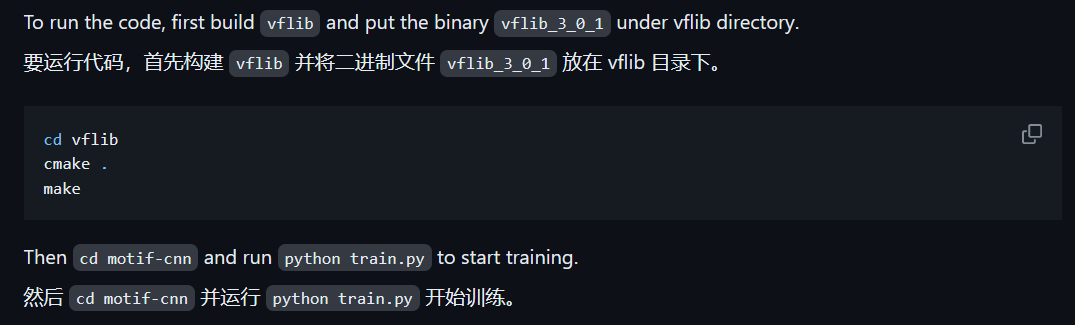 To run the code, first build vflib and put the binary vflib_3_0_1 under vflib directory.
要运行代码，首先构建 vflib 并将二进制文件 vflib_3_0_1 放在 vflib 目录下。
cd vflib
cmake .
make
Then cd motif-cnn and run python train.py to start training.
然后 cd motif-cnn 并运行 python train.py 开始训练。